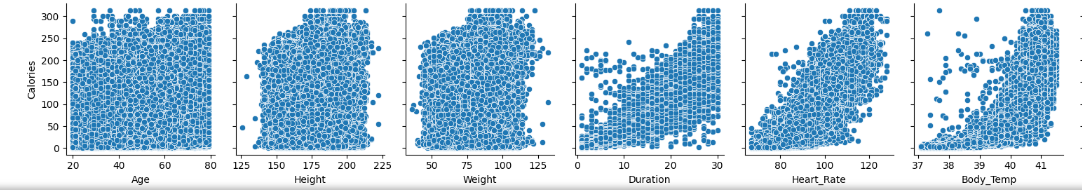 Calories
300
250
200
150
100
50
0
20 40 60 80
Age
125 150 175 200 225
Height
50 75 100 125
Weight
0 10 20 30
Duration
80 100 120
Heart_Rate
37 38 39 40 41
Body_Temp